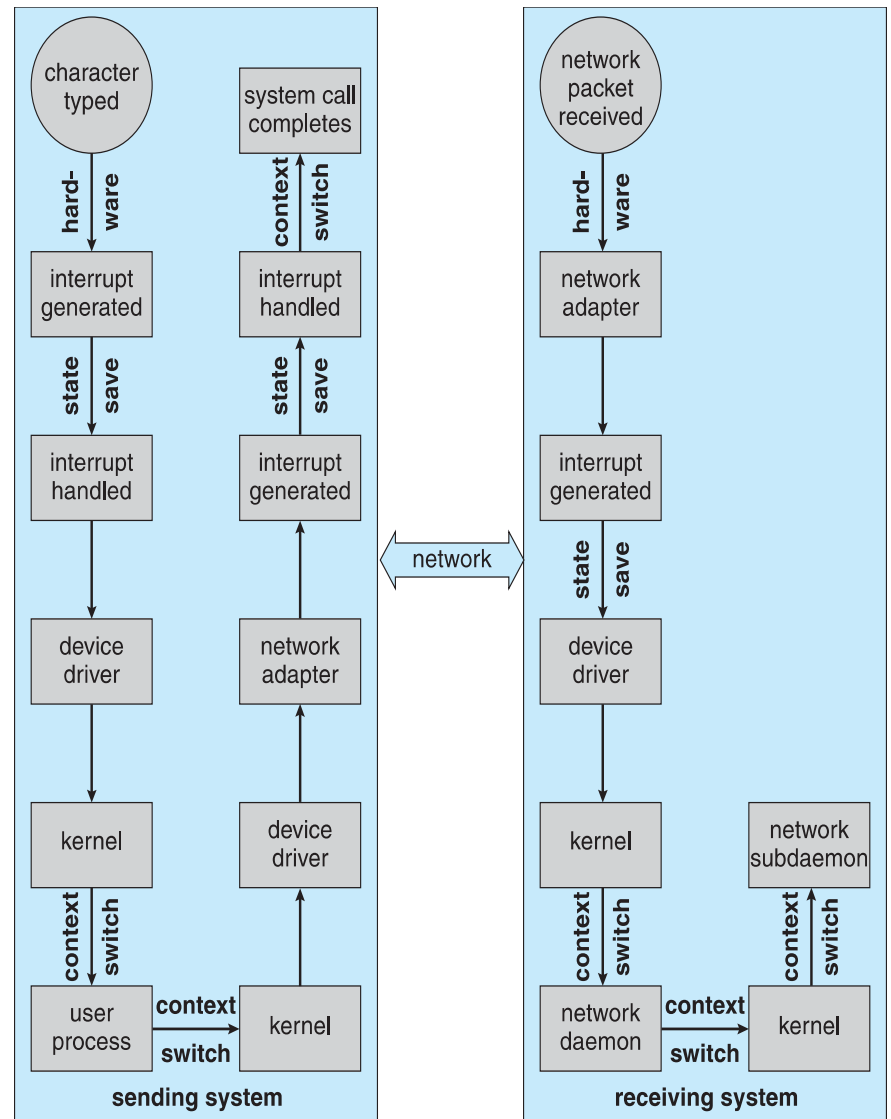 character
typed
hard-
ware
interrupt
generated
state
save
interrupt
handled
device
driver
kernel
context
switch
user
process
context
switch
kernel
device
driver
network
adapter
interrupt
generated
state
save
interrupt
handled
context
switch
system call
completes
sending system
network
network
packet
received
hard-
ware
network
adapter
interrupt
generated
state
save
device
driver
kernel
context
switch
network
daemon
context
switch
kernel
context
switch
network
subdaemon
receiving system